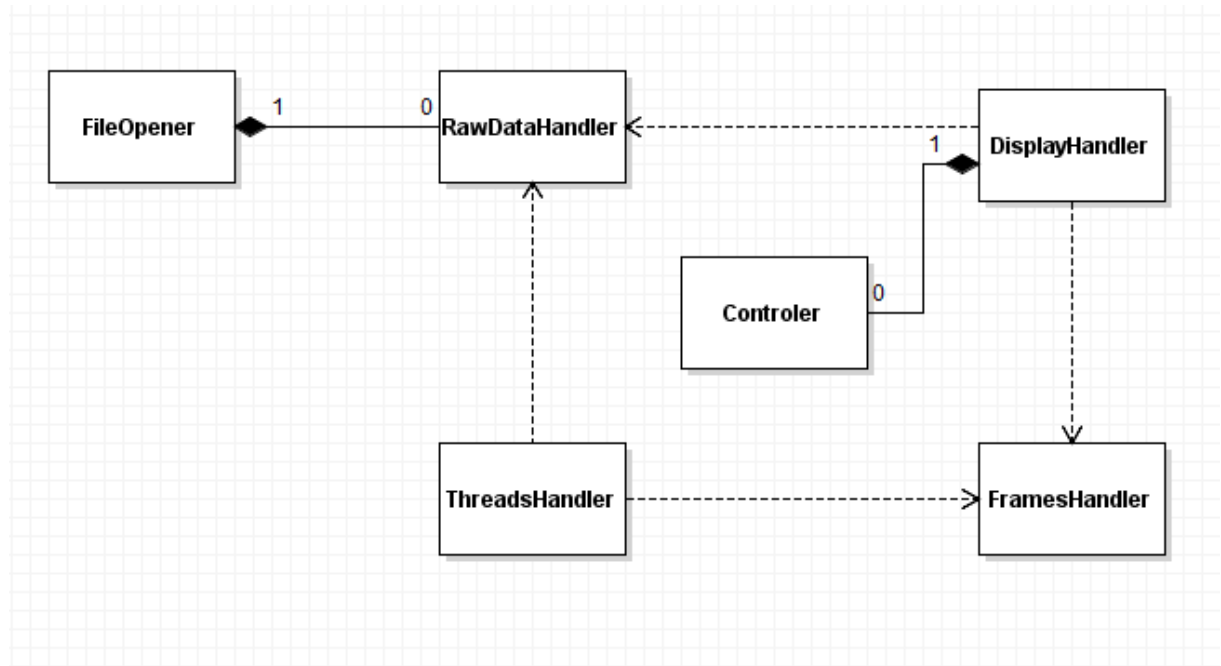 FileOpener
1
0
RawDataHandler
1
DisplayHandler
Controler
0
ThreadsHandler
FramesHandler